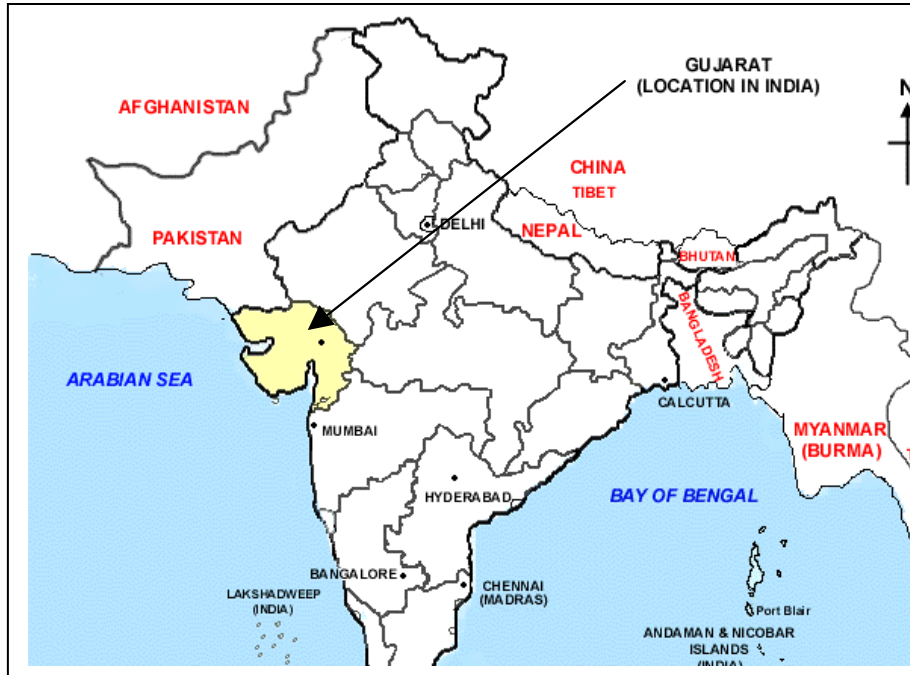 GUJARAT
(LOCATION IN INDIA)
N
AFGHANISTAN
CHINA
TIBET
PAKISTAN
DELHI
NEPAL
BHUTAN
BANGLADESH
ARABIAN SEA
CALCUTTA
MUMBAI
MYANMAR
(BURMA)
HYDERABAD
BAY OF BENGAL
BANGALORE
CHENNAI
(MADRAS)
LAKSHADWEEP
(INDIA)
Port Blair
ANDAMAN & NICOBAR
ISLANDS
(INDIA)